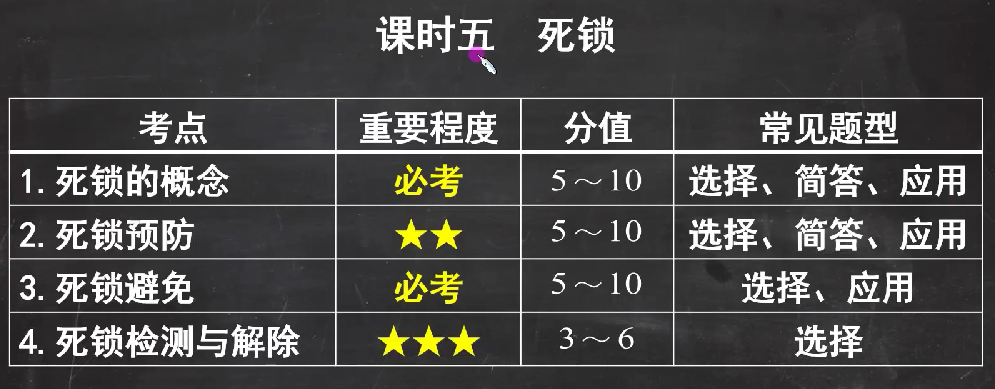 课时五 死锁
考点 重要程度 分值 常见题型
1.死锁的概念 必考 5～10 选择、简答、应用
2.死锁预防 ★★ 5～10 选择、简答、应用
3.死锁避免 必考 5～10 选择、应用
4.死锁检测与解除 ★★★ 3～6 选择